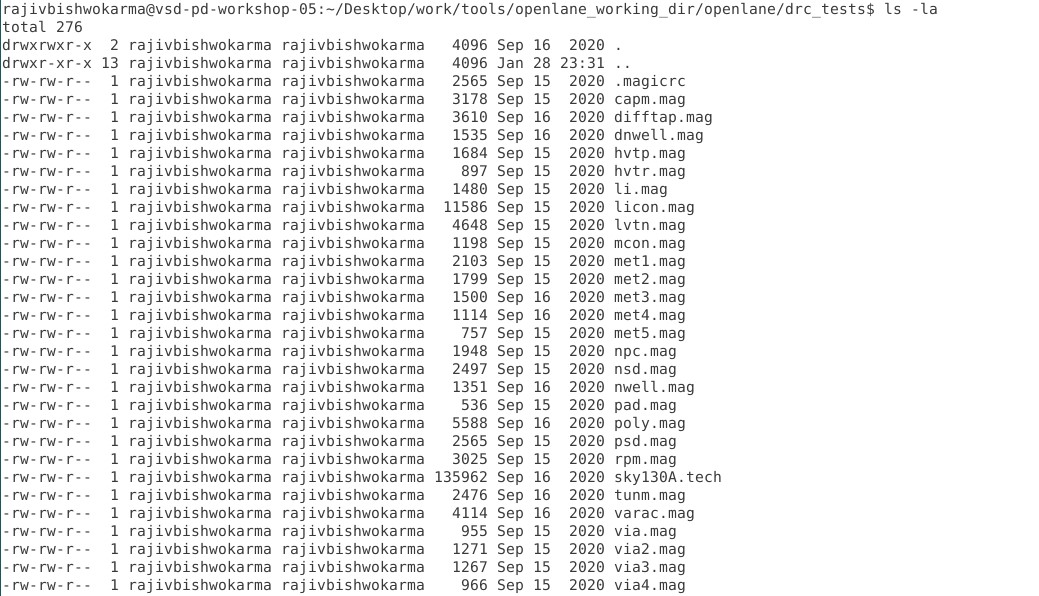 rajivbishwokarma@vsd-pd-workshop-05:~/Desktop/work/tools/openlane_working_dir/openlane/drc_tests$ ls -la
total 276
drwxrwxr-x  2 rajivbishwokarma rajivbishwokarma   4096 Sep 16  2020 .
drwxr-xr-x 13 rajivbishwokarma rajivbishwokarma   4096 Jan 28 23:31 ..
-rw-rw-r--  1 rajivbishwokarma rajivbishwokarma   2565 Sep 15  2020 .magicrc
-rw-rw-r--  1 rajivbishwokarma rajivbishwokarma   3178 Sep 15  2020 capm.mag
-rw-rw-r--  1 rajivbishwokarma rajivbishwokarma   3610 Sep 16  2020 difftap.mag
-rw-rw-r--  1 rajivbishwokarma rajivbishwokarma   1535 Sep 16  2020 dnwell.mag
-rw-rw-r--  1 rajivbishwokarma rajivbishwokarma   1684 Sep 15  2020 hvtp.mag
-rw-rw-r--  1 rajivbishwokarma rajivbishwokarma    897 Sep 15  2020 hvtr.mag
-rw-rw-r--  1 rajivbishwokarma rajivbishwokarma   1480 Sep 15  2020 li.mag
-rw-rw-r--  1 rajivbishwokarma rajivbishwokarma  11586 Sep 15  2020 licon.mag
-rw-rw-r--  1 rajivbishwokarma rajivbishwokarma   4648 Sep 15  2020 lvtn.mag
-rw-rw-r--  1 rajivbishwokarma rajivbishwokarma   1198 Sep 15  2020 mcon.mag
-rw-rw-r--  1 rajivbishwokarma rajivbishwokarma   2103 Sep 15  2020 met1.mag
-rw-rw-r--  1 rajivbishwokarma rajivbishwokarma   1799 Sep 15  2020 met2.mag
-rw-rw-r--  1 rajivbishwokarma rajivbishwokarma   1500 Sep 16  2020 met3.mag
-rw-rw-r--  1 rajivbishwokarma rajivbishwokarma   1114 Sep 16  2020 met4.mag
-rw-rw-r--  1 rajivbishwokarma rajivbishwokarma    757 Sep 15  2020 met5.mag
-rw-rw-r--  1 rajivbishwokarma rajivbishwokarma   1948 Sep 15  2020 npc.mag
-rw-rw-r--  1 rajivbishwokarma rajivbishwokarma   2497 Sep 15  2020 nsd.mag
-rw-rw-r--  1 rajivbishwokarma rajivbishwokarma   1351 Sep 16  2020 nwell.mag
-rw-rw-r--  1 rajivbishwokarma rajivbishwokarma    536 Sep 15  2020 pad.mag
-rw-rw-r--  1 rajivbishwokarma rajivbishwokarma   5588 Sep 16  2020 poly.mag
-rw-rw-r--  1 rajivbishwokarma rajivbishwokarma   2565 Sep 15  2020 psd.mag
-rw-rw-r--  1 rajivbishwokarma rajivbishwokarma   3025 Sep 15  2020 rpm.mag
-rw-rw-r--  1 rajivbishwokarma rajivbishwokarma 135962 Sep 16  2020 sky130A.tech
-rw-rw-r--  1 rajivbishwokarma rajivbishwokarma   2476 Sep 15  2020 tunm.mag
-rw-rw-r--  1 rajivbishwokarma rajivbishwokarma   4114 Sep 16  2020 varac.mag
-rw-rw-r--  1 rajivbishwokarma rajivbishwokarma    955 Sep 15  2020 via.mag
-rw-rw-r--  1 rajivbishwokarma rajivbishwokarma   1271 Sep 15  2020 via2.mag
-rw-rw-r--  1 rajivbishwokarma rajivbishwokarma   1267 Sep 15  2020 via3.mag
-rw-rw-r--  1 rajivbishwokarma rajivbishwokarma    966 Sep 15  2020 via4.mag